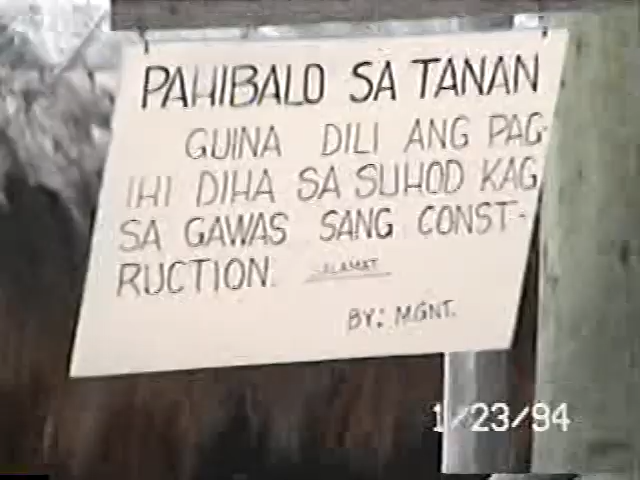 PAHIBALO SA TANAN
GUINA DILI ANG PAG-
IHI DIHA SA SUHOD KAG
SA GAWAS SANG CONST-
RUCTION. SALAMAT
BY: MGNT.
1/23/94